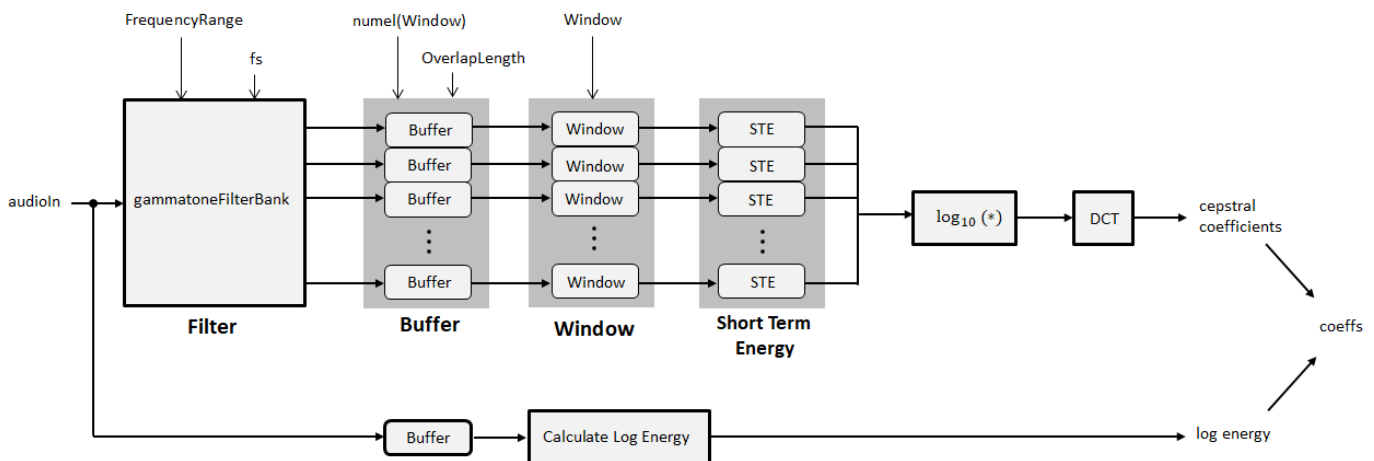 FrequencyRange
numel(Window)
Window
fs
OverlapLength
Buffer
Window
STE
Buffer
Window
STE
audioIn
gammatoneFilterBank
Buffer
Window
STE
log₁₀ (*)
DCT
cepstral
coefficients
Buffer
Window
STE
Filter
Buffer
Window
Short Term
Energy
coeffs
Buffer
Calculate Log Energy
log energy